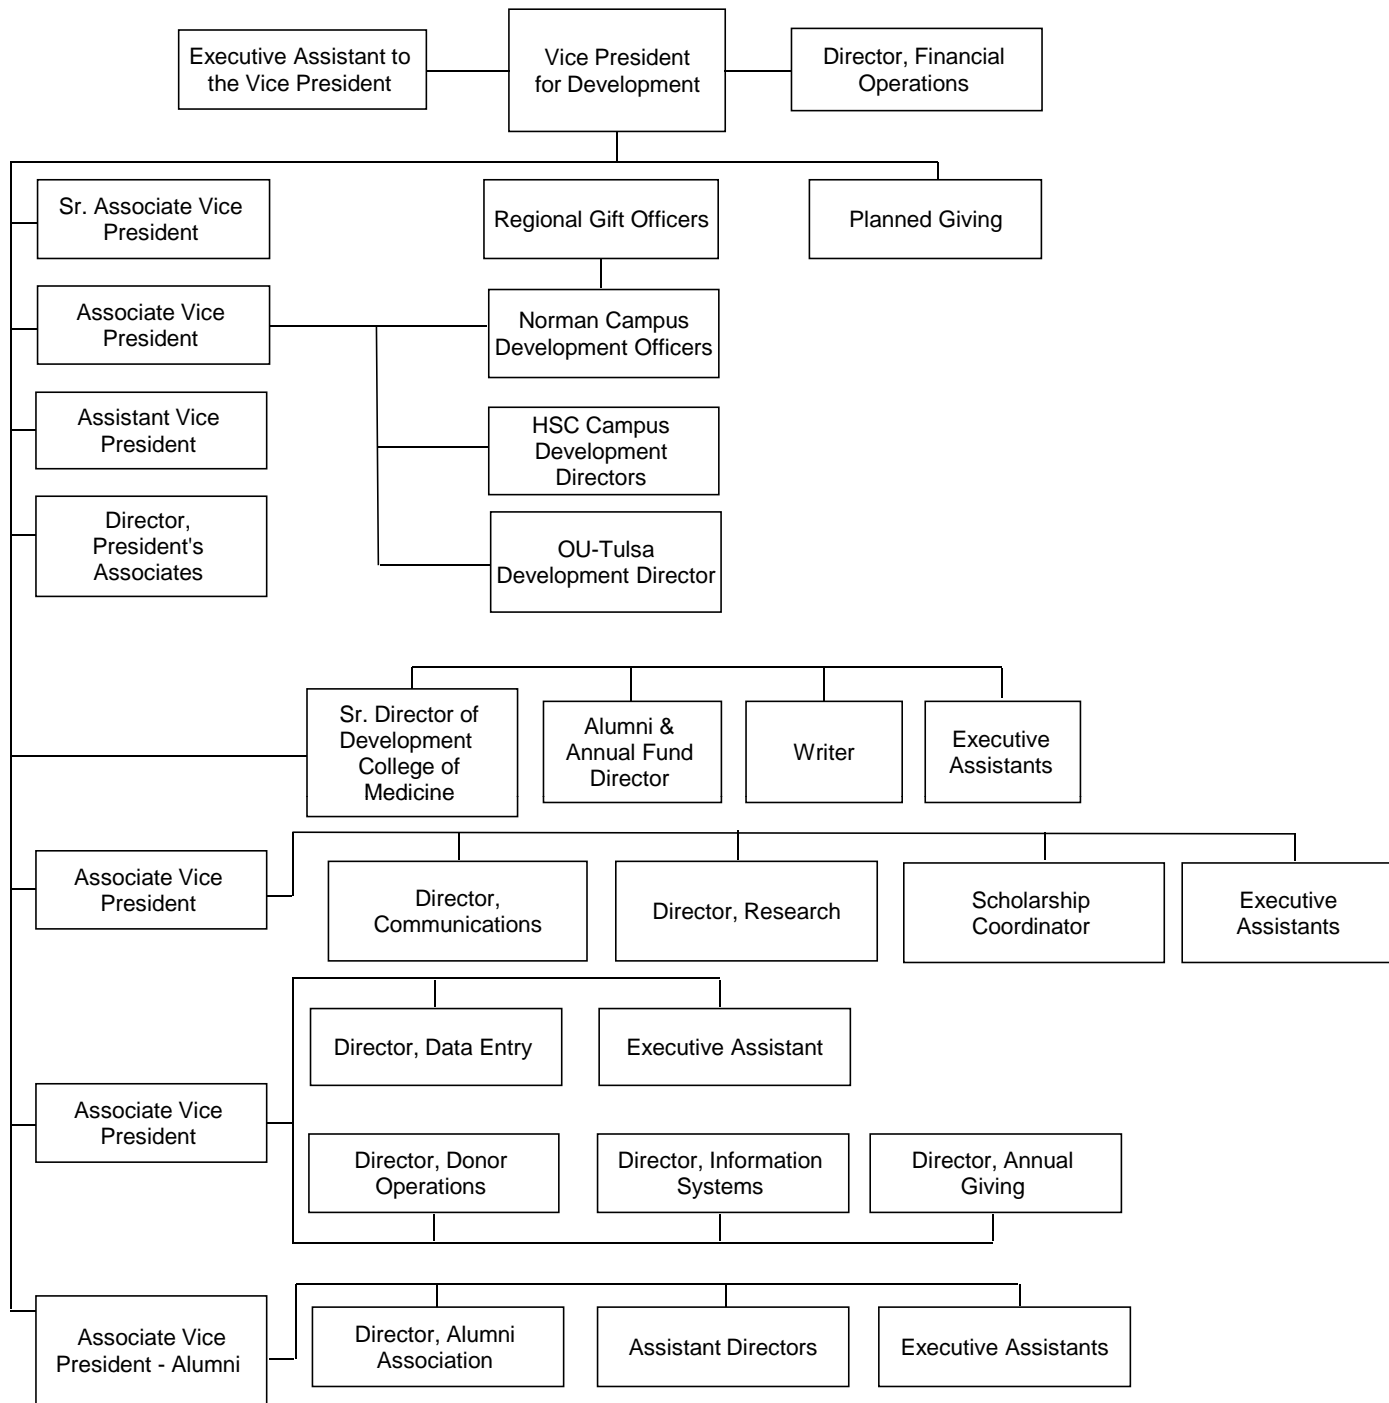 Executive Assistant to
the Vice President
Vice President
for Development
Director, Financial
Operations
Sr. Associate Vice
President
Regional Gift Officers
Planned Giving
Associate Vice
President
Norman Campus
Development Officers
Assistant Vice
President
HSC Campus
Development
Directors
Director,
President's
Associates
OU-Tulsa
Development Director
Sr. Director of
Development
College of
Medicine
Alumni &
Annual Fund
Director
Writer
Executive
Assistants
Associate Vice
President
Director,
Communications
Director, Research
Scholarship
Coordinator
Executive
Assistants
Director, Data Entry
Executive Assistant
Associate Vice
President
Director, Donor
Operations
Director, Information
Systems
Director, Annual
Giving
Associate Vice
President - Alumni
Director, Alumni
Association
Assistant Directors
Executive Assistants